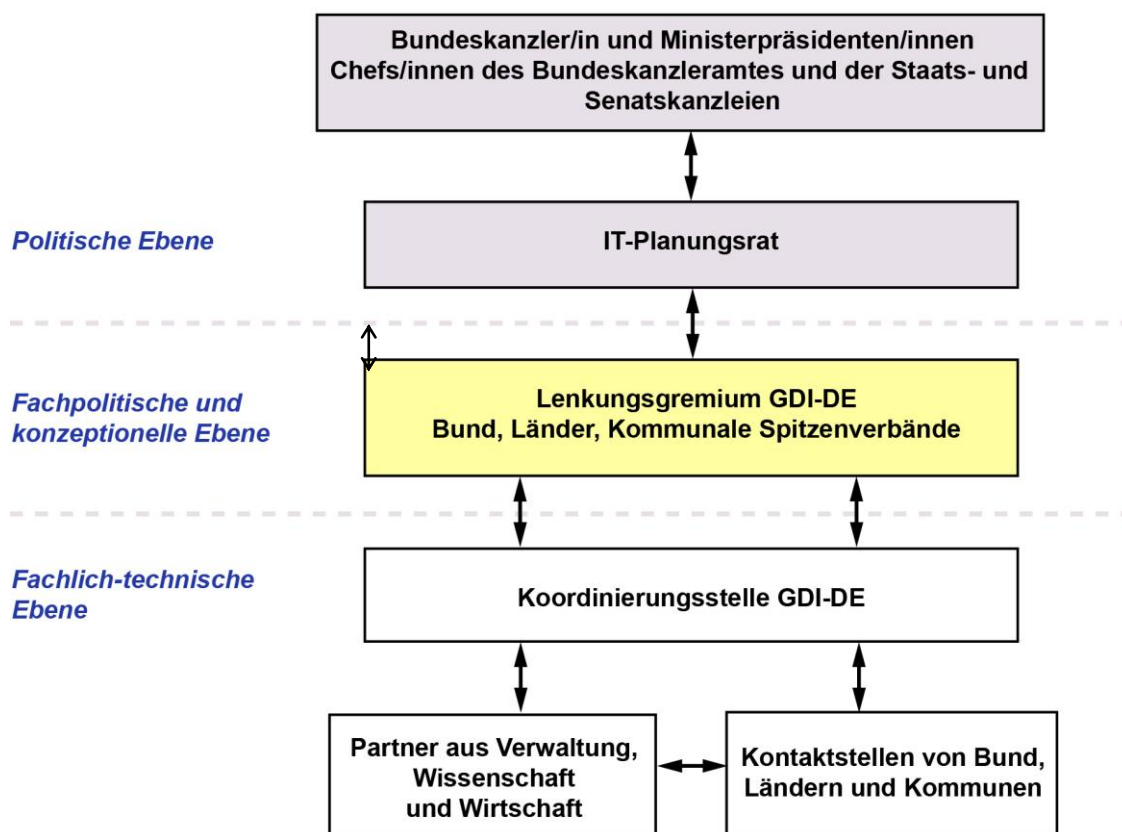 Bundeskanzler/in und Ministerpräsidenten/innen
Chefs/innen des Bundeskanzleramtes und der Staats- und
Senatskanzleien
Politische Ebene
IT-Planungsrat
Fachpolitische und
konzeptionelle Ebene
Lenkungsgremium GDI-DE
Bund, Länder, Kommunale Spitzenverbände
Fachlich-technische
Ebene
Koordinierungsstelle GDI-DE
Partner aus Verwaltung,
Wissenschaft
und Wirtschaft
Kontaktstellen von Bund,
Ländern und Kommunen